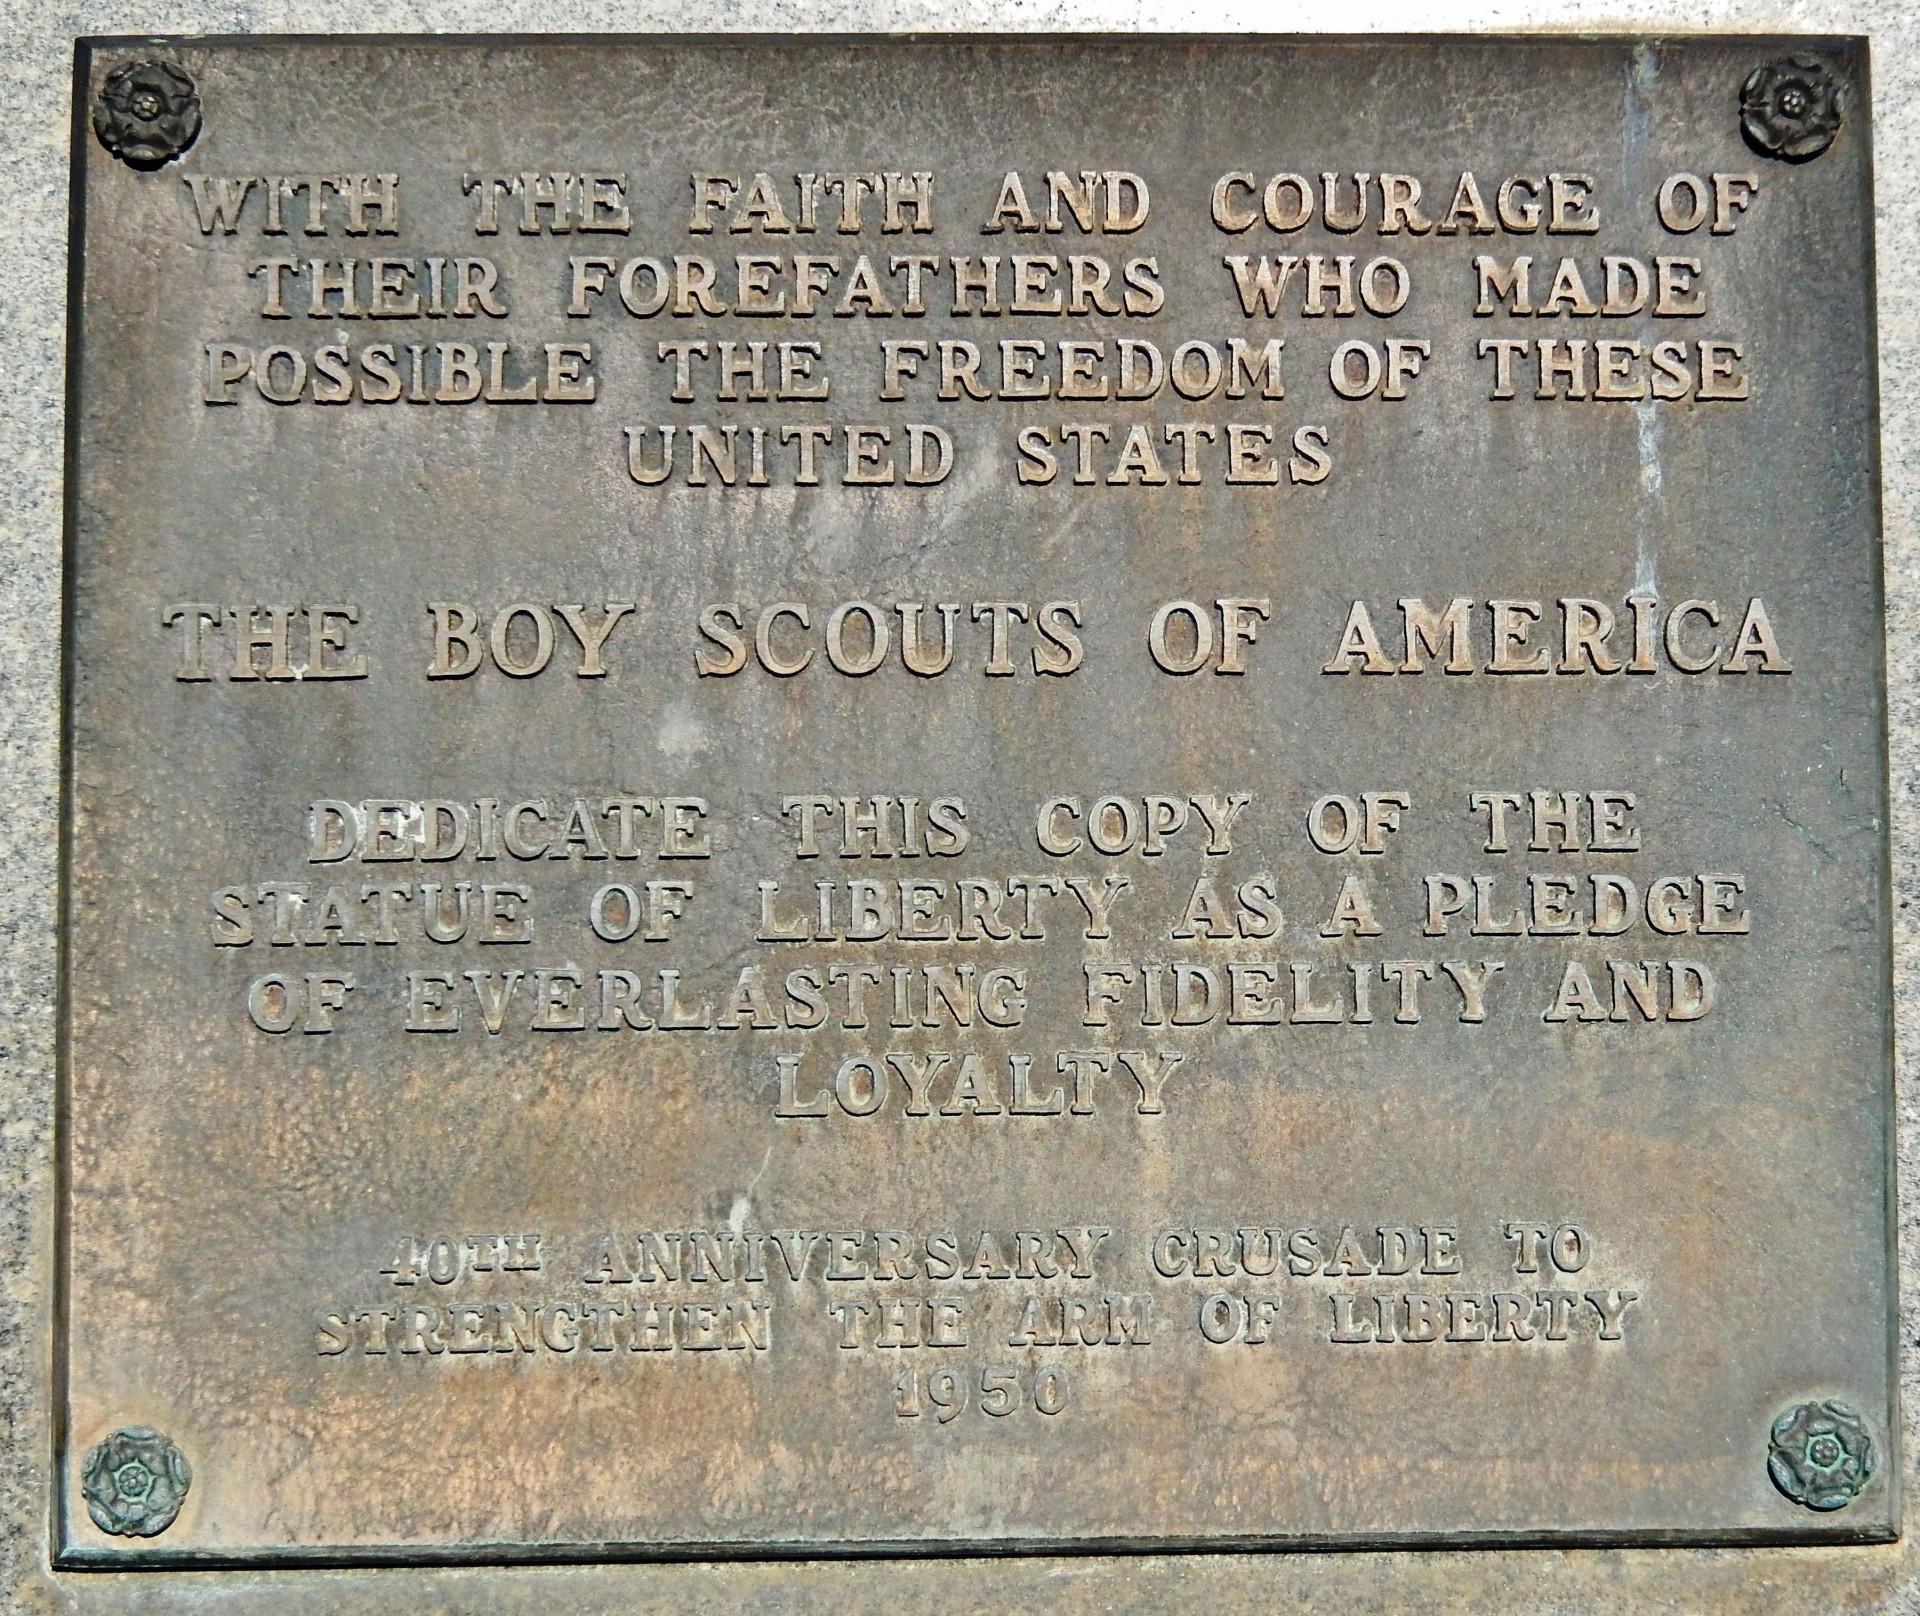 WITH THE FAITH AND COURAGE OF
THEIR FOREFATHERS WHO MADE
POSSIBLE THE FREEDOM OF THESE
UNITED STATES
THE BOY SCOUTS OF AMERICA
DEDICATE THIS COPY OF THE
STATUE OF LIBERTY AS A PLEDGE
OF EVERLASTING FIDELITY AND
LOYALTY
40TH ANNIVERSARY CRUSADE TO
STRENGTHEN THE ARM OF LIBERTY
1950